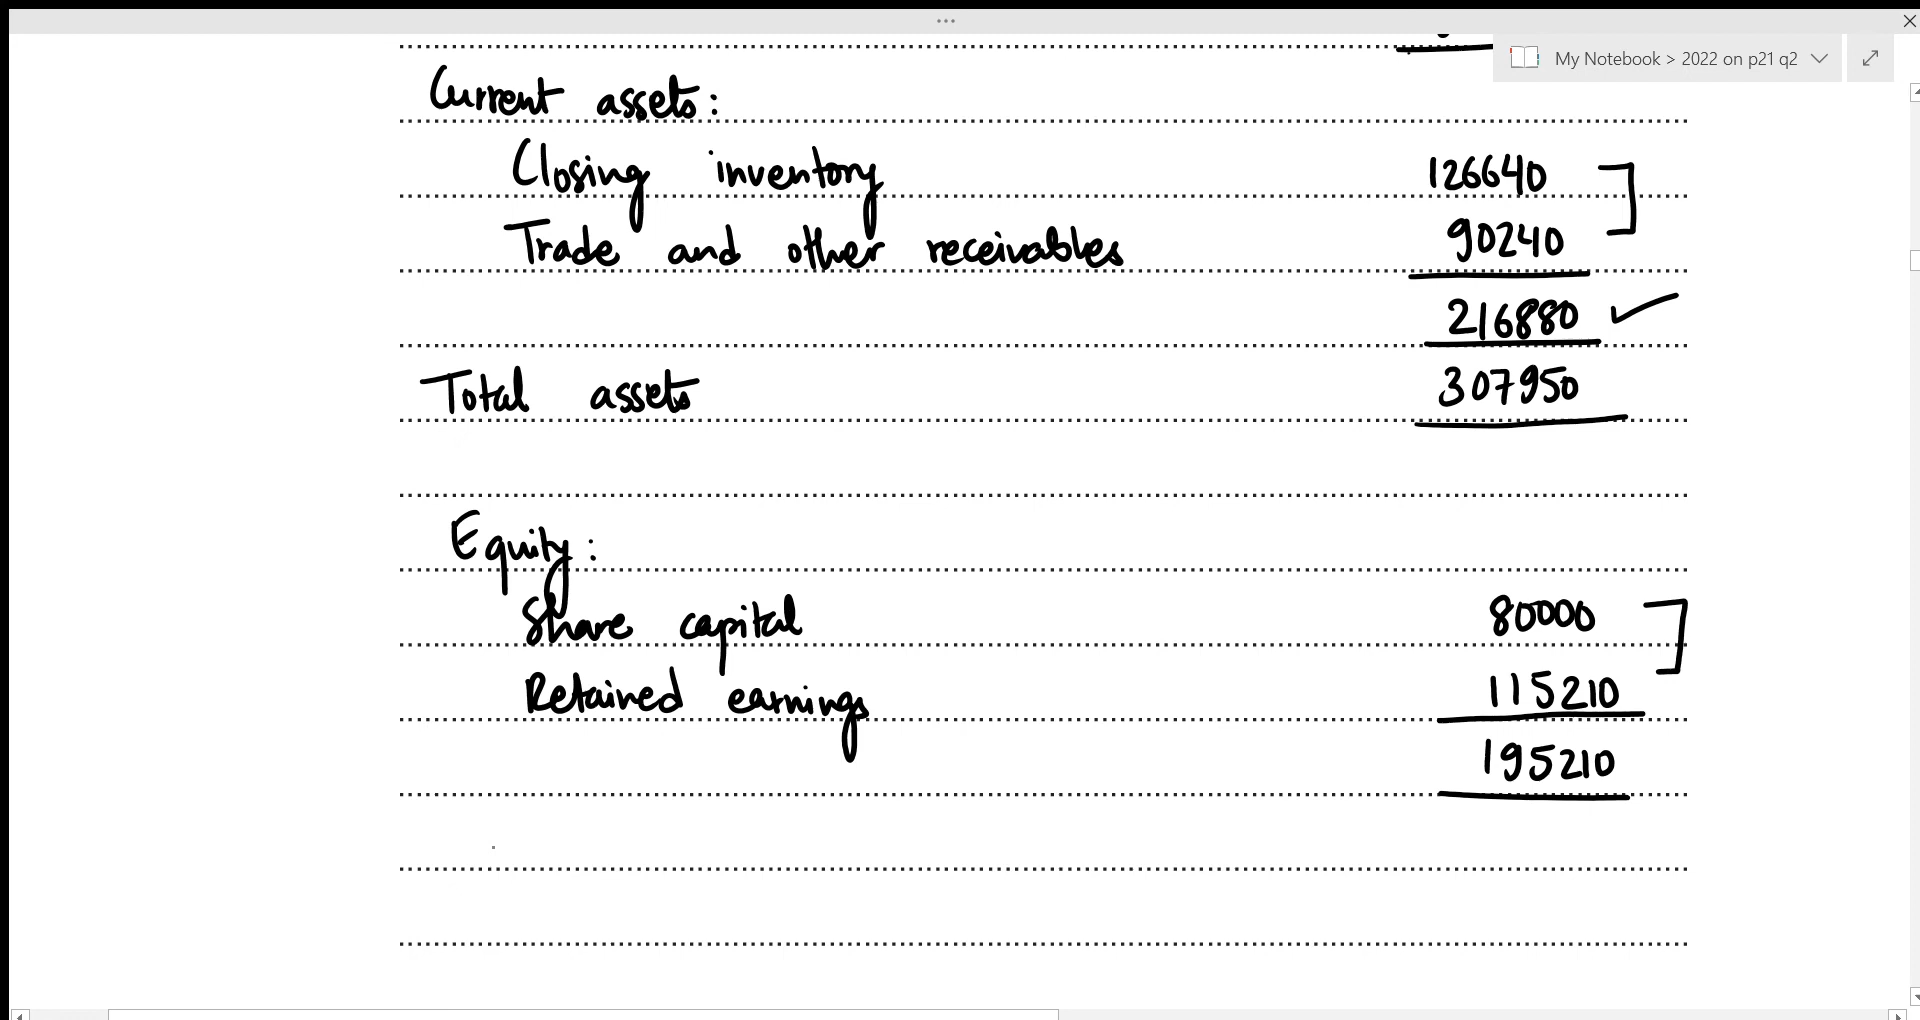 My Notebook > 2022 on p21 q2
Current assets:
Closing inventory 126640
Trade and other receivables 90240
216880
Total assets 307950
Equity:
Share capital 80000
Retained earnings 115210
195210